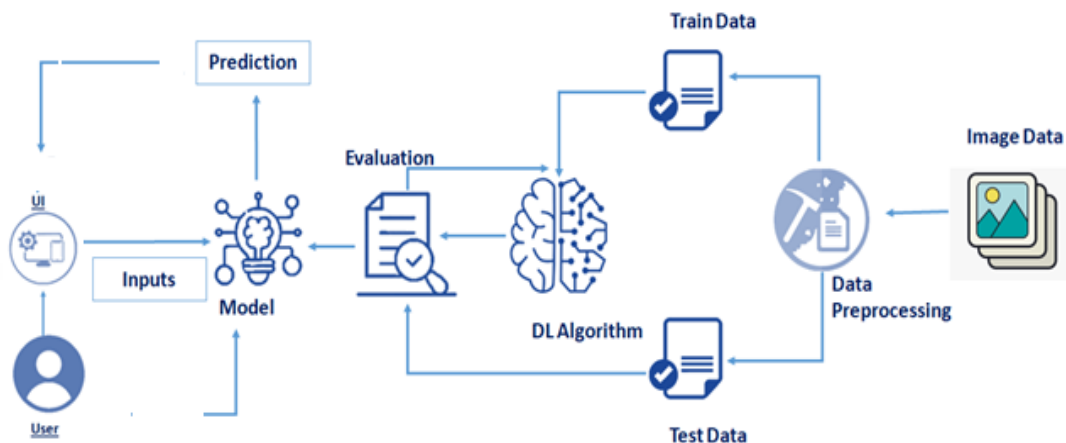 Train Data
Prediction
Image Data
Evaluation
UI
Inputs
Model
Data
Preprocessing
DL Algorithm
User
Test Data